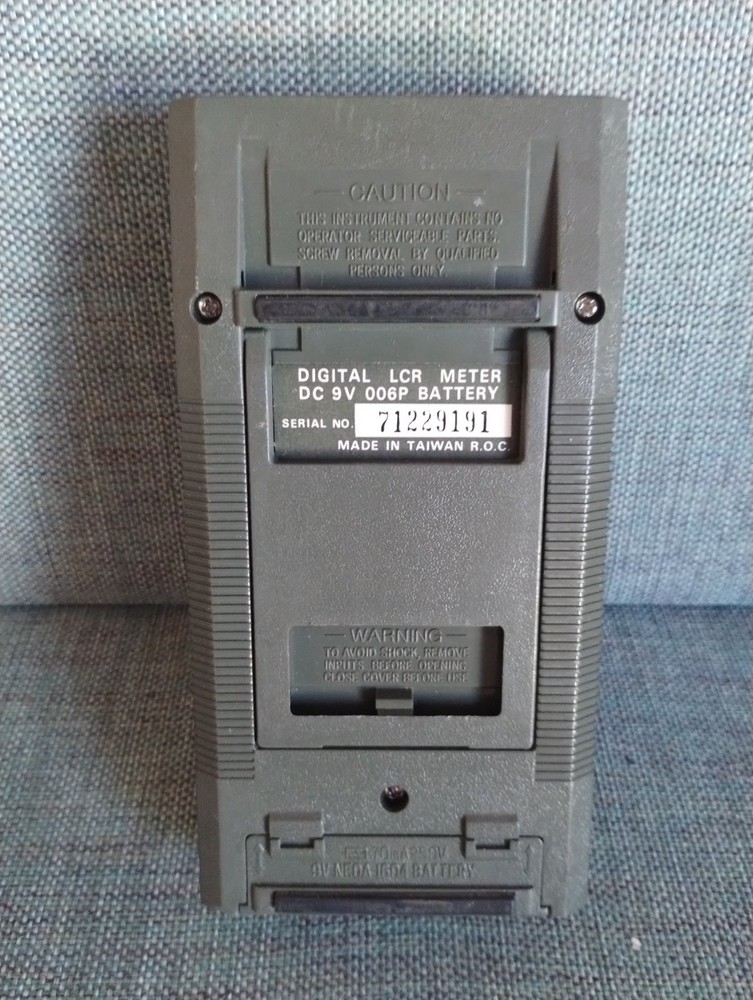 — CAUTION —
THIS INSTRUMENT CONTAINS NO
OPERATOR SERVICEABLE PARTS.
SCREW REMOVAL BY QUALIFIED
PERSONS ONLY
DIGITAL LCR METER
DC 9V 006P BATTERY
SERIAL NO. 71229191
MADE IN TAIWAN R.O.C.
— WARNING —
TO AVOID SHOCK, REMOVE
INPUTS BEFORE OPENING
CLOSE COVER BEFORE USE
9V
9V NEDA 1604 BATTERY